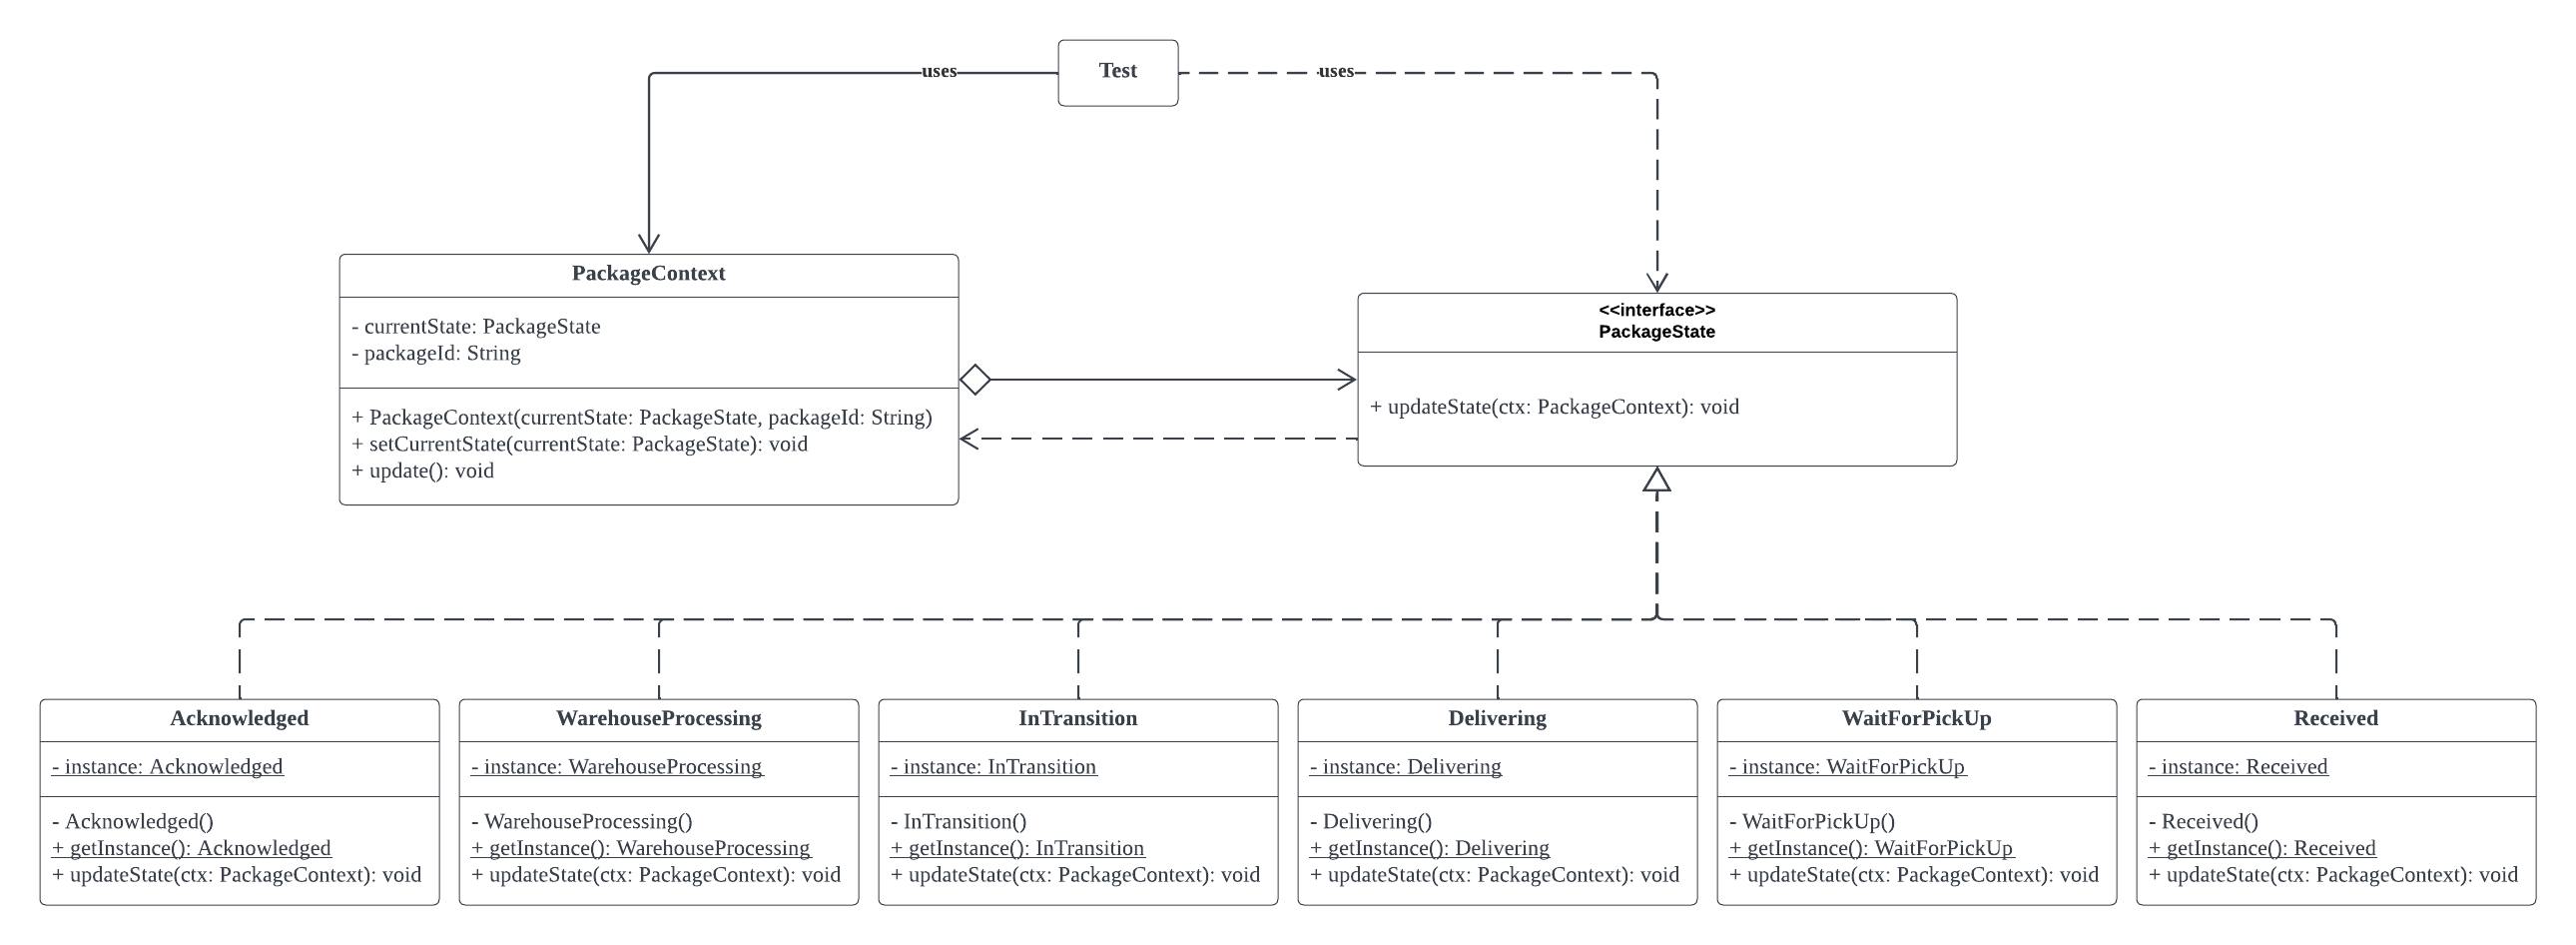 Test
uses
uses
PackageContext
- currentState: PackageState
- packageId: String
+ PackageContext(currentState: PackageState, packageId: String)
+ setCurrentState(currentState: PackageState): void
+ update(): void
<<interface>>
PackageState
+ updateState(ctx: PackageContext): void
Acknowledged
- instance: Acknowledged
- Acknowledged()
+ getInstance(): Acknowledged
+ updateState(ctx: PackageContext): void
WarehouseProcessing
- instance: WarehouseProcessing
- WarehouseProcessing()
+ getInstance(): WarehouseProcessing
+ updateState(ctx: PackageContext): void
InTransition
- instance: InTransition
- InTransition()
+ getInstance(): InTransition
+ updateState(ctx: PackageContext): void
Delivering
- instance: Delivering
- Delivering()
+ getInstance(): Delivering
+ updateState(ctx: PackageContext): void
WaitForPickUp
- instance: WaitForPickUp
- WaitForPickUp()
+ getInstance(): WaitForPickUp
+ updateState(ctx: PackageContext): void
Received
- instance: Received
- Received()
+ getInstance(): Received
+ updateState(ctx: PackageContext): void